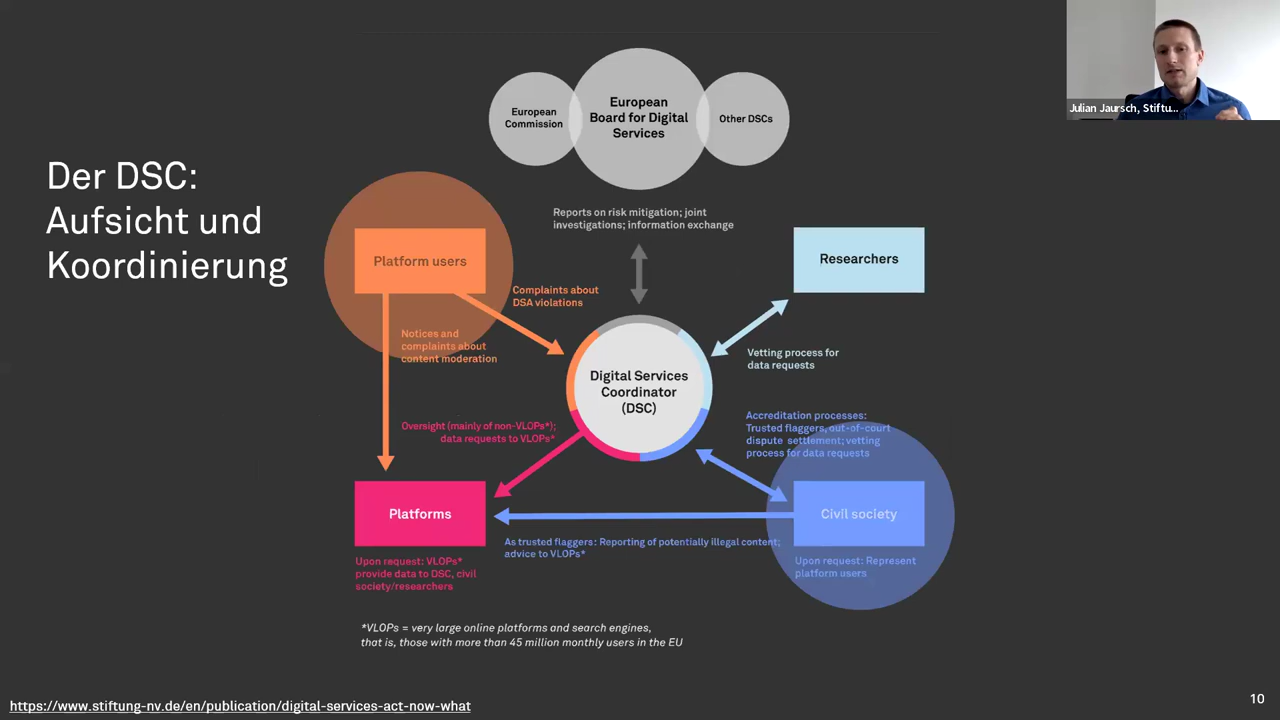 Der DSC:
Aufsicht und
Koordinierung
European
Commission
European
Board for Digital
Services
Other DSCs
Reports on risk mitigation; joint
investigations; information exchange
Platform users
Complaints about
DSA violations
Notices and
complaints about
content moderation
Researchers
Vetting process for
data requests
Digital Services
Coordinator
(DSC)
Oversight (mainly of non-VLOPs*);
data requests to VLOPs*
Accreditation processes:
Trusted flaggers, out-of-court
dispute settlement; vetting
process for data requests
Platforms
Civil society
As trusted flaggers: Reporting of potentially illegal content;
advice to VLOPs*
Upon request: VLOPs*
provide data to DSC, civil
society/researchers
Upon request: Represent
platform users
*VLOPs = very large online platforms and search engines,
that is, those with more than 45 million monthly users in the EU
https://www.stiftung-nv.de/en/publication/digital-services-act-now-what
10
Julian Jaursch, Stiftu...